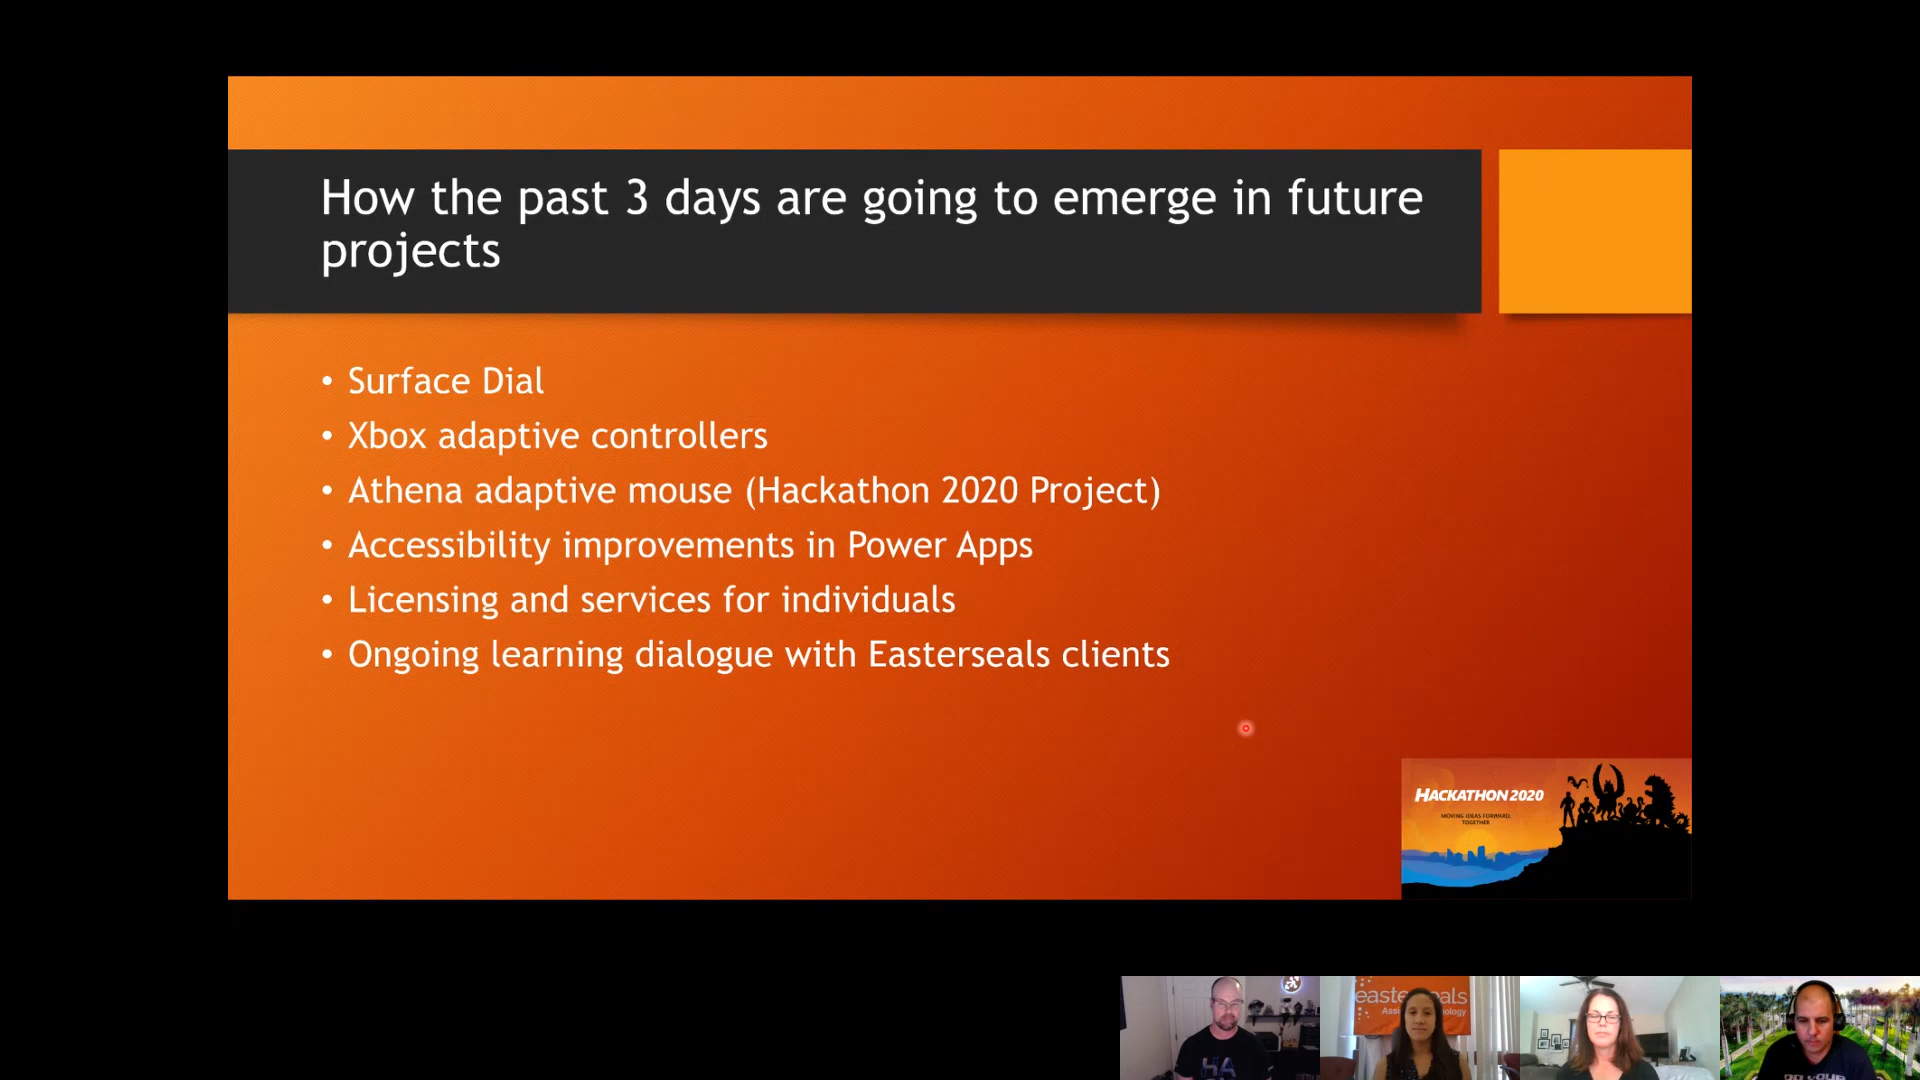 How the past 3 days are going to emerge in future
projects
• Surface Dial
• Xbox adaptive controllers
• Athena adaptive mouse (Hackathon 2020 Project)
• Accessibility improvements in Power Apps
• Licensing and services for individuals
• Ongoing learning dialogue with Easterseals clients
HACKATHON 2020
MOVING IDEAS FORWARD,
TOGETHER
HA